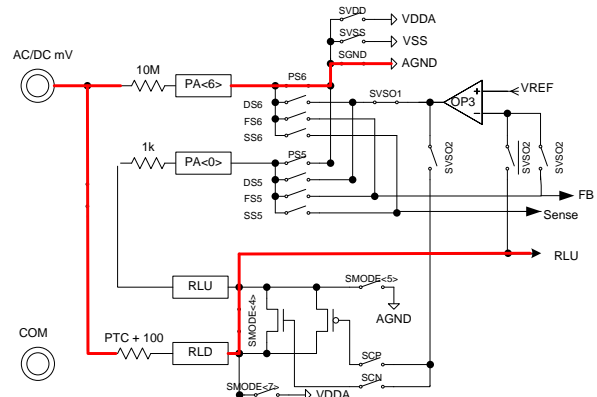 SVDD
VDDA
SVSS
VSS
AC/DC mV
SGND
AGND
10M
PA<6>
PS6
DS6
FS6
SS6
SVSO1
OP3
+
−
VREF
1k
PA<0>
PS5
DS5
FS5
SS5
SVSO2
SVSO2
SVSO2
FB
Sense
RLU
RLU
SMODE<5>
AGND
SMODE<4>
COM
PTC + 100
RLD
SCP
SCN
SMODE<7>
VDDA